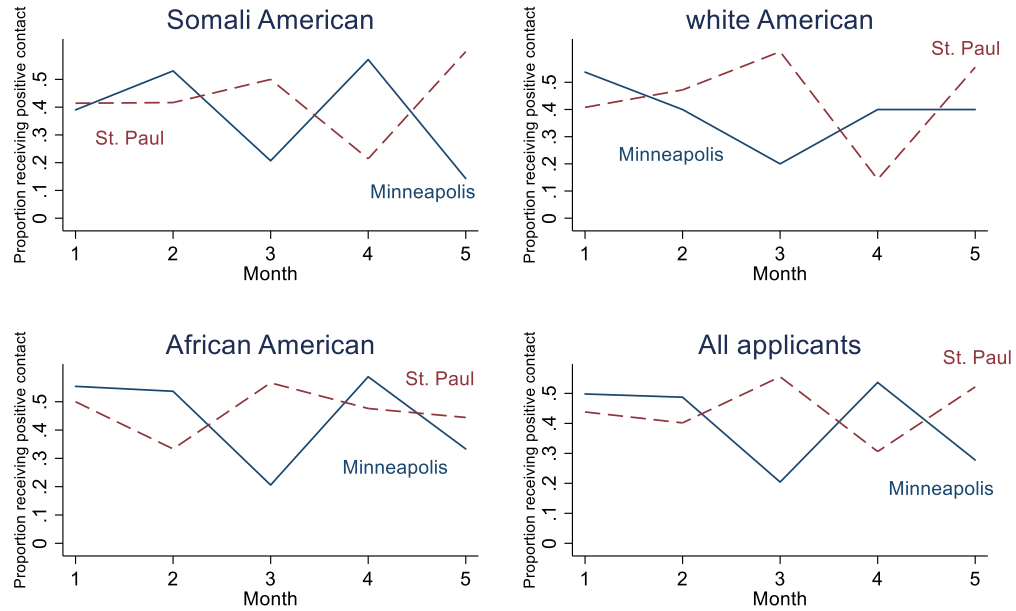 Somali American
Proportion receiving positive contact
.5
.4
.3
.2
.1
0
St. Paul
Minneapolis
1 2 3 4 5
Month
white American
Proportion receiving positive contact
.5
.4
.3
.2
.1
0
St. Paul
Minneapolis
1 2 3 4 5
Month
African American
Proportion receiving positive contact
.5
.4
.3
.2
.1
0
St. Paul
Minneapolis
1 2 3 4 5
Month
All applicants
Proportion receiving positive contact
.5
.4
.3
.2
.1
0
St. Paul
Minneapolis
1 2 3 4 5
Month